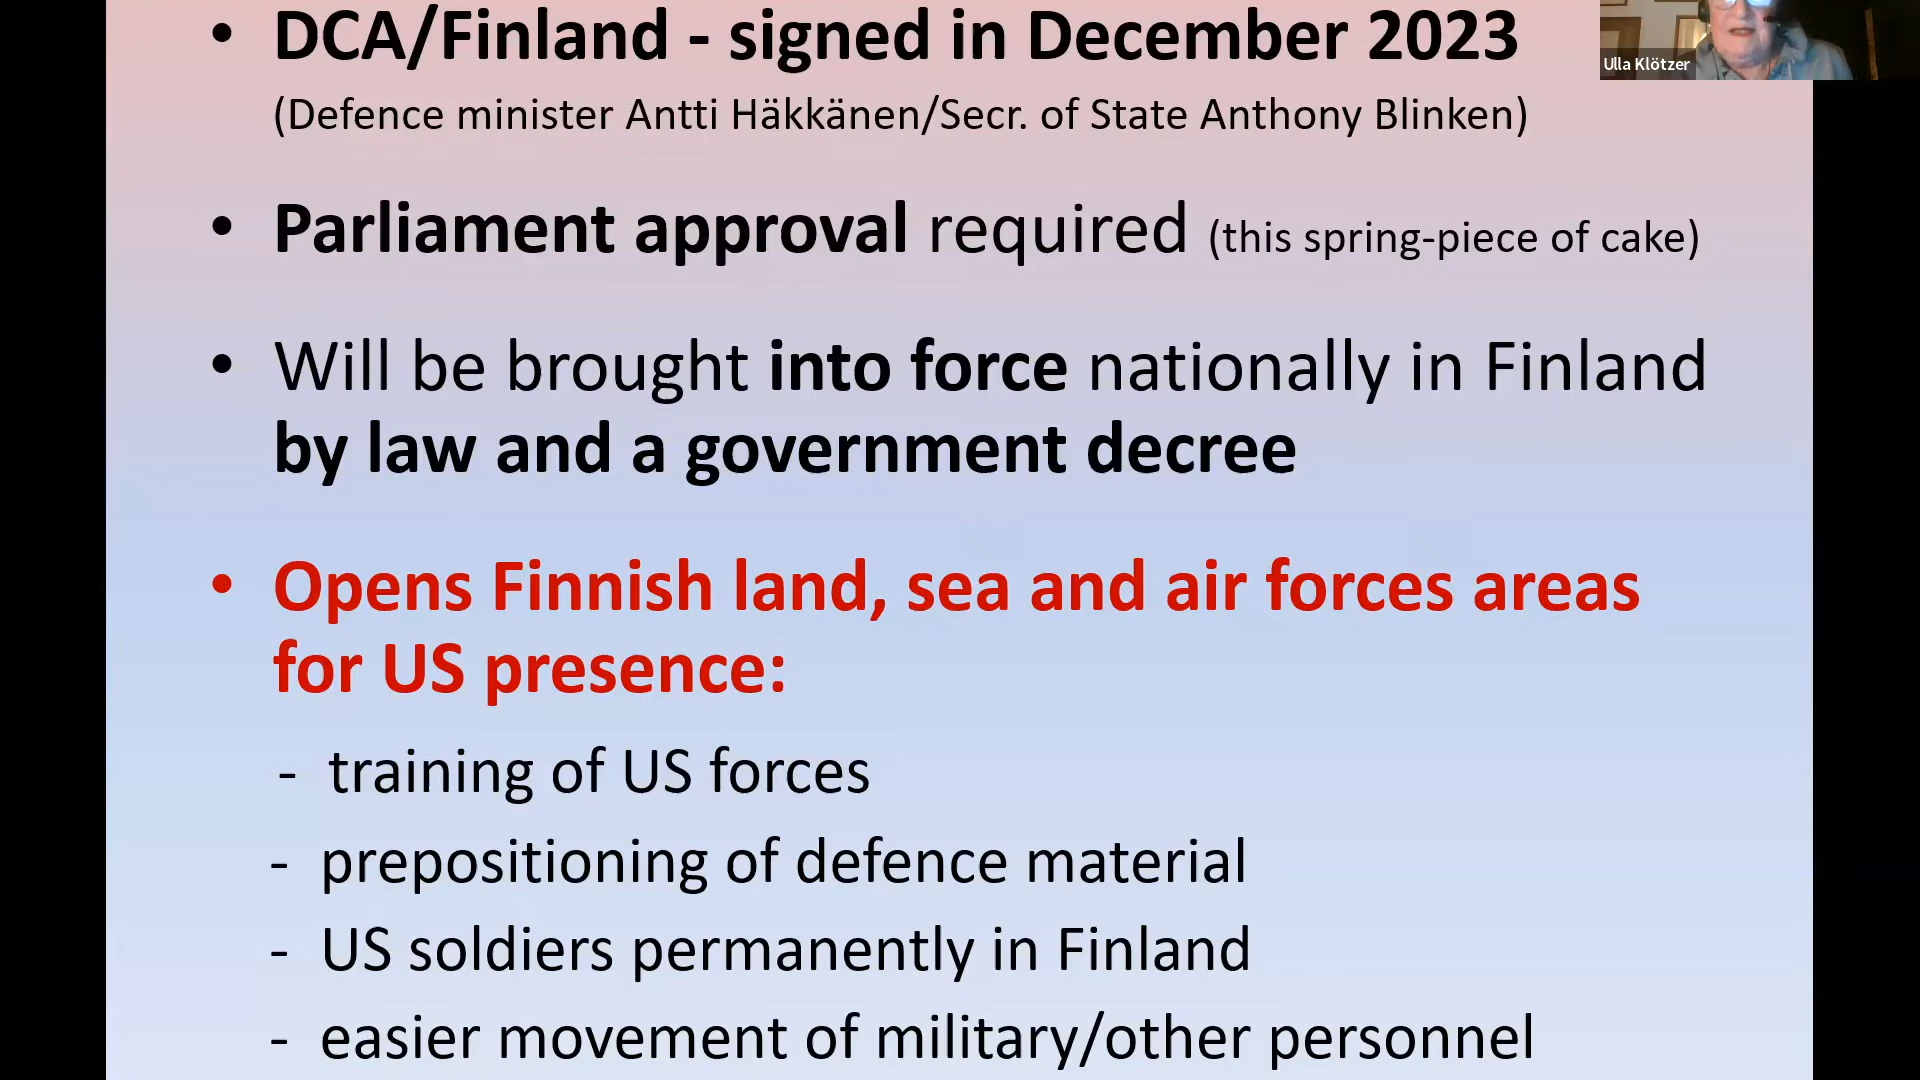 • DCA/Finland - signed in December 2023
(Defence minister Antti Häkkänen/Secr. of State Anthony Blinken)
• Parliament approval required (this spring-piece of cake)
• Will be brought into force nationally in Finland
by law and a government decree
• Opens Finnish land, sea and air forces areas
for US presence:
- training of US forces
- prepositioning of defence material
- US soldiers permanently in Finland
- easier movement of military/other personnel
Ulla Klötzer